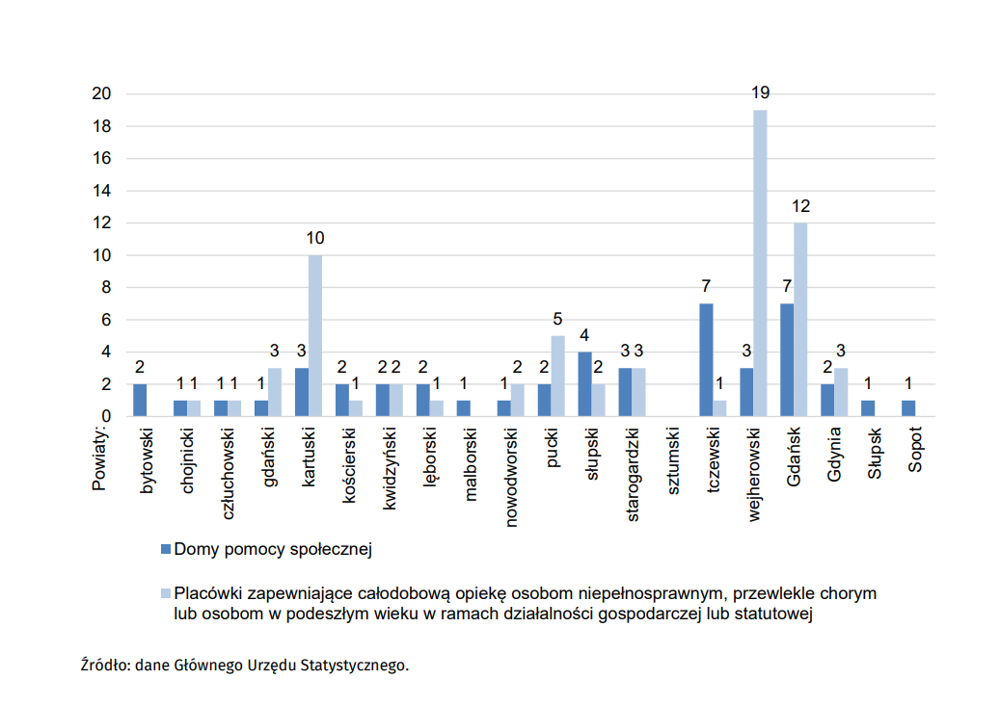 20
18
16
14
12
10
8
6
4
2
0
2
1 1
1 1
1 3
3 10
2 1
2 2
2 1
1
1 2
2 5
4 2
3 3
7 1
3 19
7 12
2 3
1
1
Powiaty:
bytowski
chojnicki
człuchowski
gdański
kartuski
kościerski
kwidzyński
lęborski
malborski
nowodworski
pucki
słupski
starogardzki
sztumski
tczewski
wejherowski
Gdańsk
Gdynia
Słupsk
Sopot
Domy pomocy społecznej
Placówki zapewniające całodobową opiekę osobom niepełnosprawnym, przewlekle chorym
lub osobom w podeszłym wieku w ramach działalności gospodarczej lub statutowej
Źródło: dane Głównego Urzędu Statystycznego.